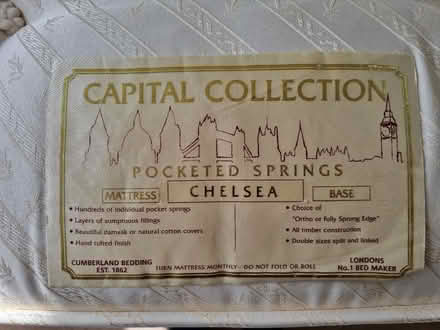 CAPITAL COLLECTION
POCKETED SPRINGS
MATTRESS CHELSEA BASE
• Hundreds of individual pocket springs
• Layers of sumptuous fillings
• Beautiful damask or natural cotton covers
• Hand tufted finish
• Choice of
"Ortho or Fully Sprung Edge"
• All timber construction
• Double sizes split and linked
CUMBERLAND BEDDING
EST. 1862
TURN MATTRESS MONTHLY - DO NOT FOLD OR ROLL
LONDONS
No.1 BED MAKER